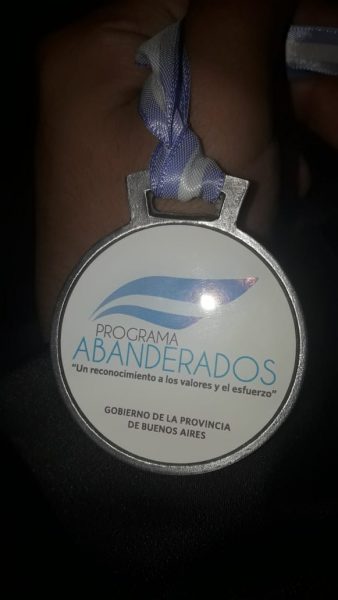 PROGRAMA
ABANDERADOS
"Un reconocimiento a los valores y el esfuerzo"
GOBIERNO DE LA PROVINCIA
DE BUENOS AIRES